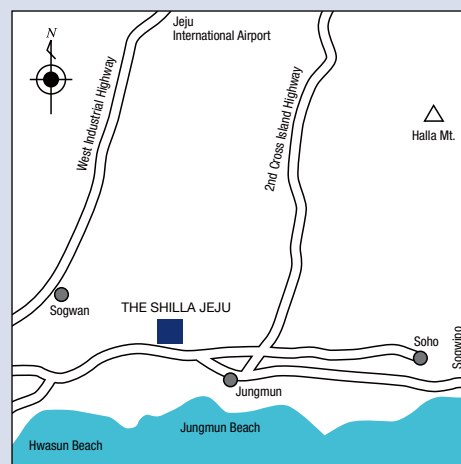 N
Jeju
International Airport
West Industrial Highway
2nd Cross Island Highway
Halla Mt.
Sogwan
THE SHILLA JEJU
Soho
Sogwipo
Jungmun
Jungmun Beach
Hwasun Beach